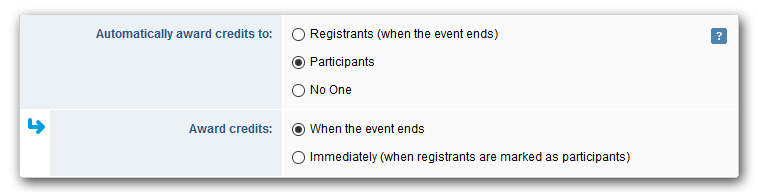 Automatically award credits to: Registrants (when the event ends)
Participants
No One
Award credits: When the event ends
Immediately (when registrants are marked as participants)
?